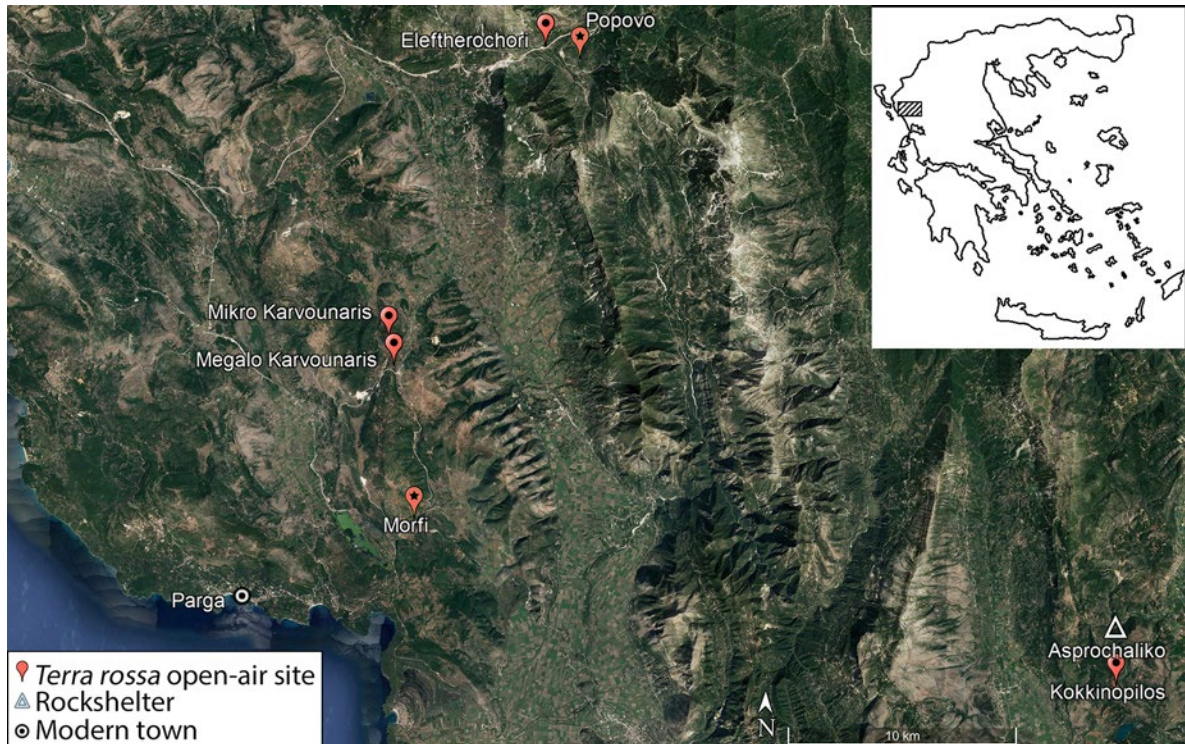 Popovo
Eleftherochori
Mikro Karvounaris
Megalo Karvounaris
Morfi
Parga
Asprochaliko
Kokkinopilos
Terra rossa open-air site
Rockshelter
Modern town
N
10 km